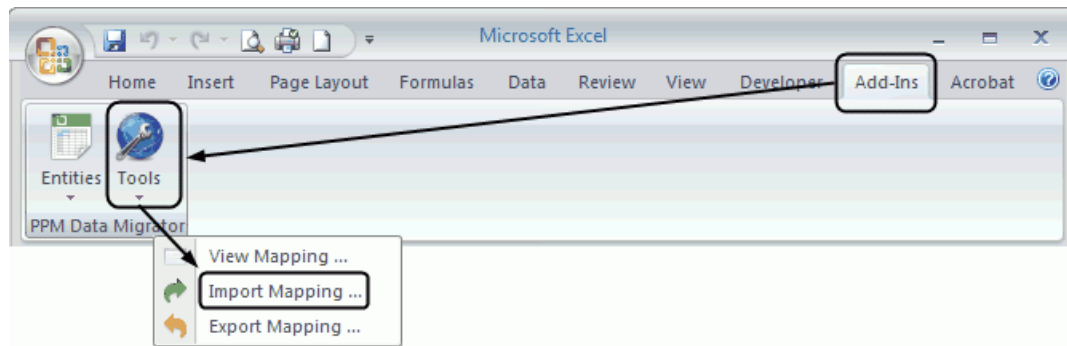 Microsoft Excel
Home Insert Page Layout Formulas Data Review View Developer Add-Ins Acrobat
Entities Tools
PPM Data Migrator
View Mapping ...
Import Mapping ...
Export Mapping ...